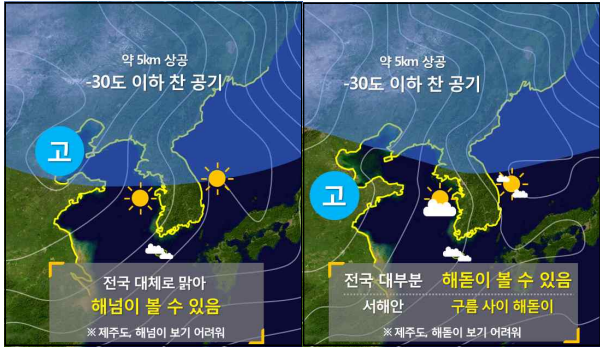 약 5km 상공
-30도 이하 찬 공기
고
전국 대체로 맑아
해넘이 볼 수 있음
※ 제주도, 해넘이 보기 어려워
약 5km 상공
-30도 이하 찬 공기
고
전국 대부분 해돋이 볼 수 있음
서해안 구름 사이 해돋이
※ 제주도, 해돋이 보기 어려워